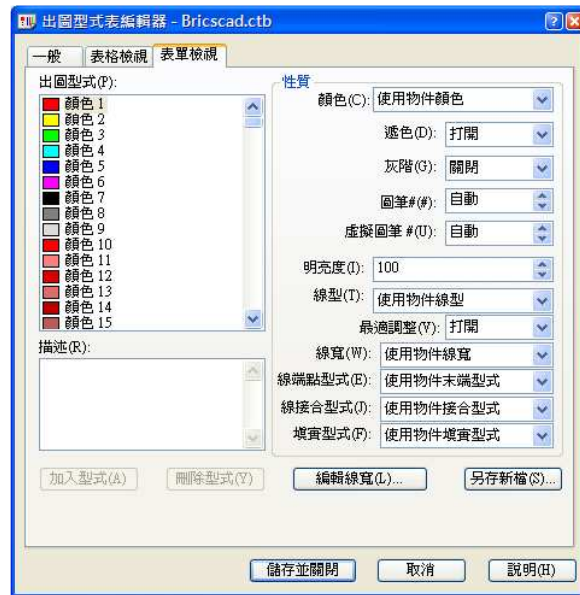 出圖型式表編輯器 - Bricscad.ctb
一般 表格檢視 表單檢視
出圖型式(P):
顏色 1
顏色 2
顏色 3
顏色 4
顏色 5
顏色 6
顏色 7
顏色 8
顏色 9
顏色 10
顏色 11
顏色 12
顏色 13
顏色 14
顏色 15
描述(R):
性質
顏色(C): 使用物件顏色
遞色(D): 打開
灰階(G): 關閉
圖筆#(#): 自動
虛擬圖筆 #(U): 自動
明亮度(I): 100
線型(T): 使用物件線型
最適調整(V): 打開
線寬(W): 使用物件線寬
線端點型式(E): 使用物件末端型式
線接合型式(J): 使用物件接合型式
填實型式(F): 使用物件填實型式
加入型式(A) 刪除型式(Y) 編輯線寬(L)... 另存新檔(S)...
儲存並關閉 取消 說明(H)